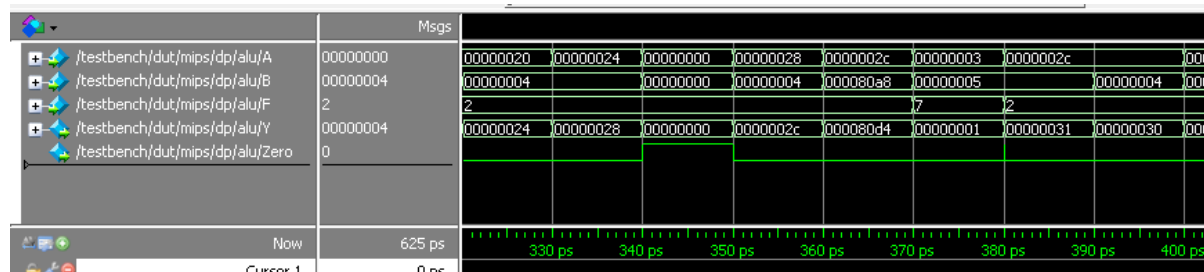 Msgs
/testbench/dut/mips/dp/alu/A 00000000 00000020 00000024 00000000 00000028 0000002c 00000003 0000002c 000
/testbench/dut/mips/dp/alu/B 00000004 00000004 00000000 00000004 000080a8 00000005 00000004 000
/testbench/dut/mips/dp/alu/F 2 2 7 2
/testbench/dut/mips/dp/alu/Y 00000004 00000024 00000028 00000000 0000002c 000080d4 00000001 00000031 00000030 000
/testbench/dut/mips/dp/alu/Zero 0
Now 625 ps 330 ps 340 ps 350 ps 360 ps 370 ps 380 ps 390 ps 400 ps
Cursor 1 0 ps